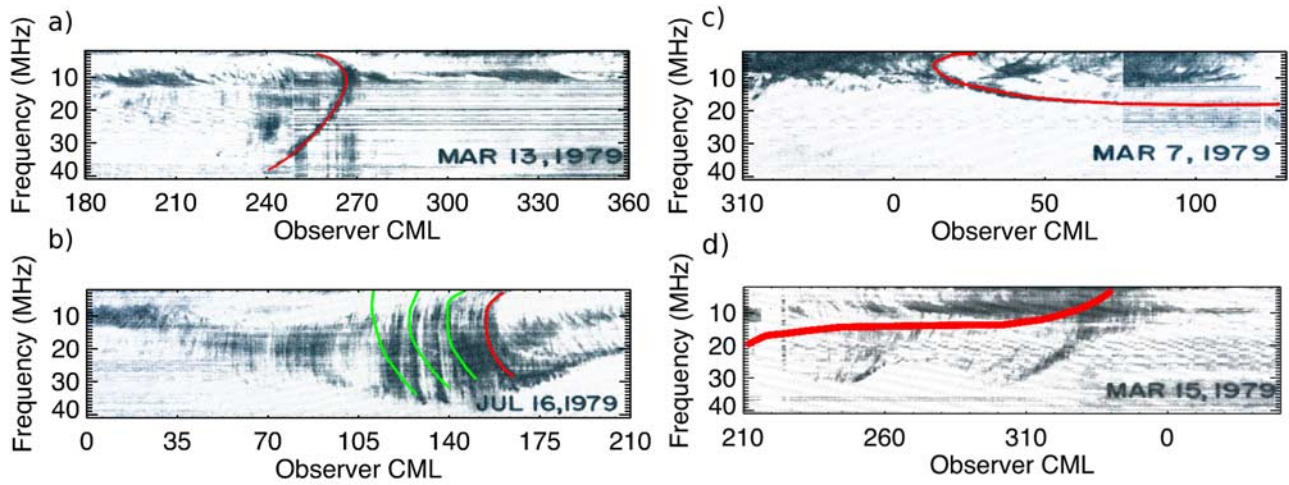 a)
Frequency (MHz)
10
20
30
40
MAR 13,1979
180 210 240 270 300 330 360
Observer CML
b)
Frequency (MHz)
10
20
30
40
JUL 16,1979
0 35 70 105 140 175 210
Observer CML
c)
Frequency (MHz)
10
20
30
40
MAR 7, 1979
310 0 50 100
Observer CML
d)
Frequency (MHz)
10
20
30
40
MAR 15,1979
210 260 310 0
Observer CML